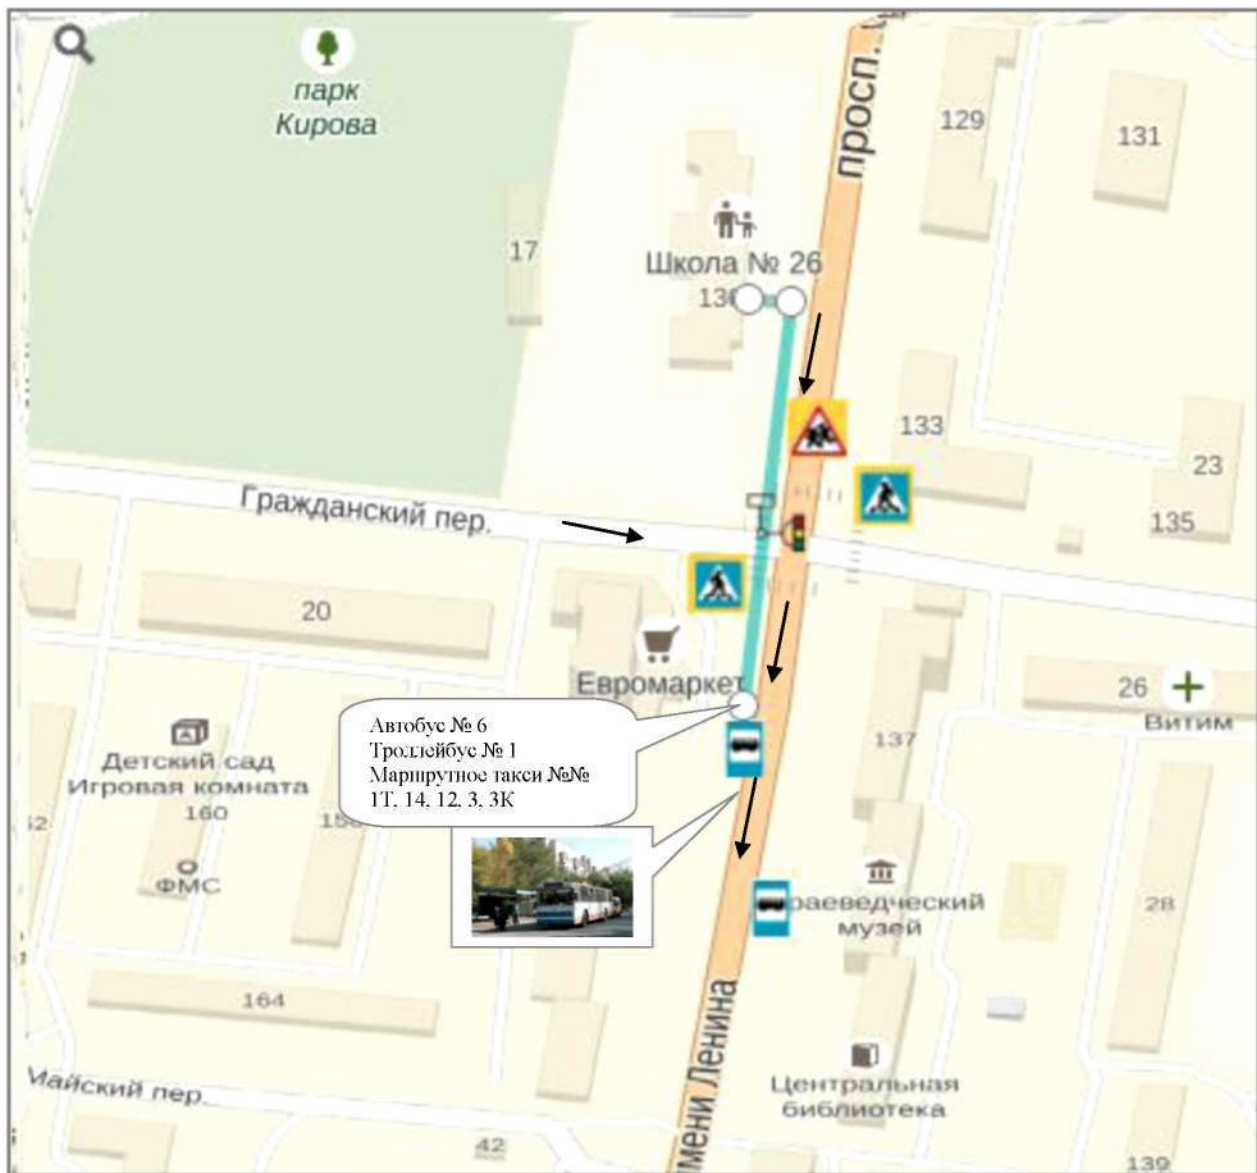 парк
Кирова
просп.
129
131
17
Школа № 26
133
23
135
Гражданский пер.
20
Евромаркет
26
Витим
Автобус № 6
Троллейбус № 1
Маршрутное такси №№
1Т, 14, 12, 3, 3К
137
Детский сад
Игровая комната
160
ФМС
раеведческий
музей
28
164
мени Ленина
Центральная
библиотека
Майский пер.
42
139